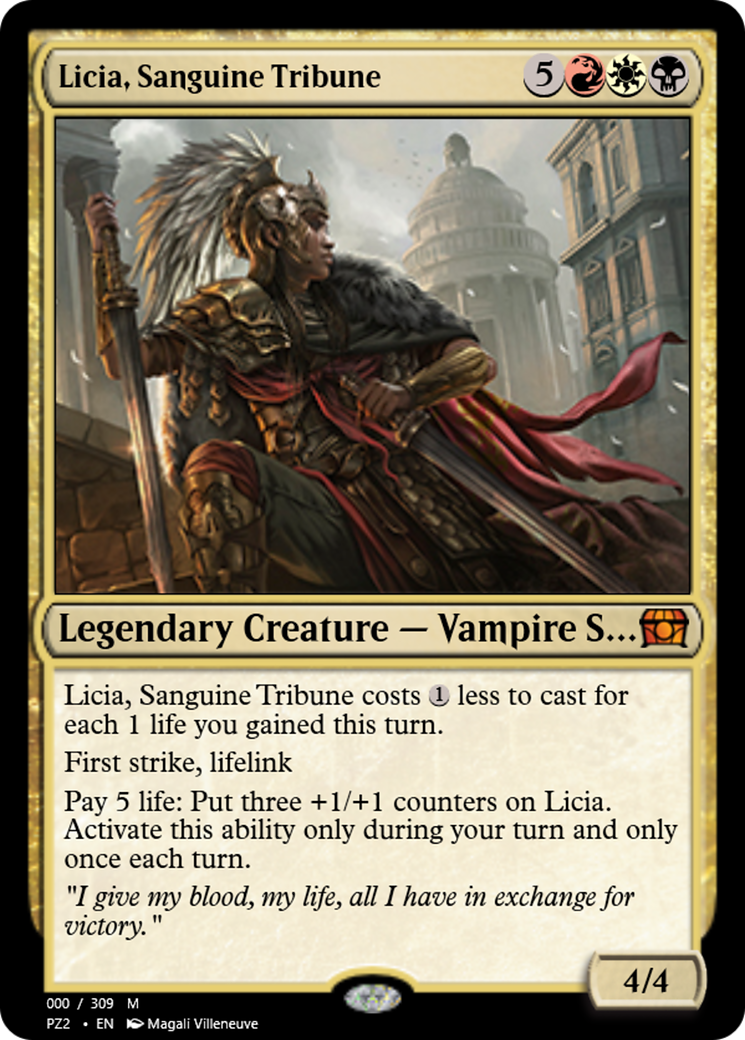 Licia, Sanguine Tribune 5
Legendary Creature — Vampire S...
Licia, Sanguine Tribune costs 1 less to cast for
each 1 life you gained this turn.
First strike, lifelink
Pay 5 life: Put three +1/+1 counters on Licia.
Activate this ability only during your turn and only
once each turn.
"I give my blood, my life, all I have in exchange for
victory."
4/4
000 / 309 M
PZ2 • EN Magali Villeneuve